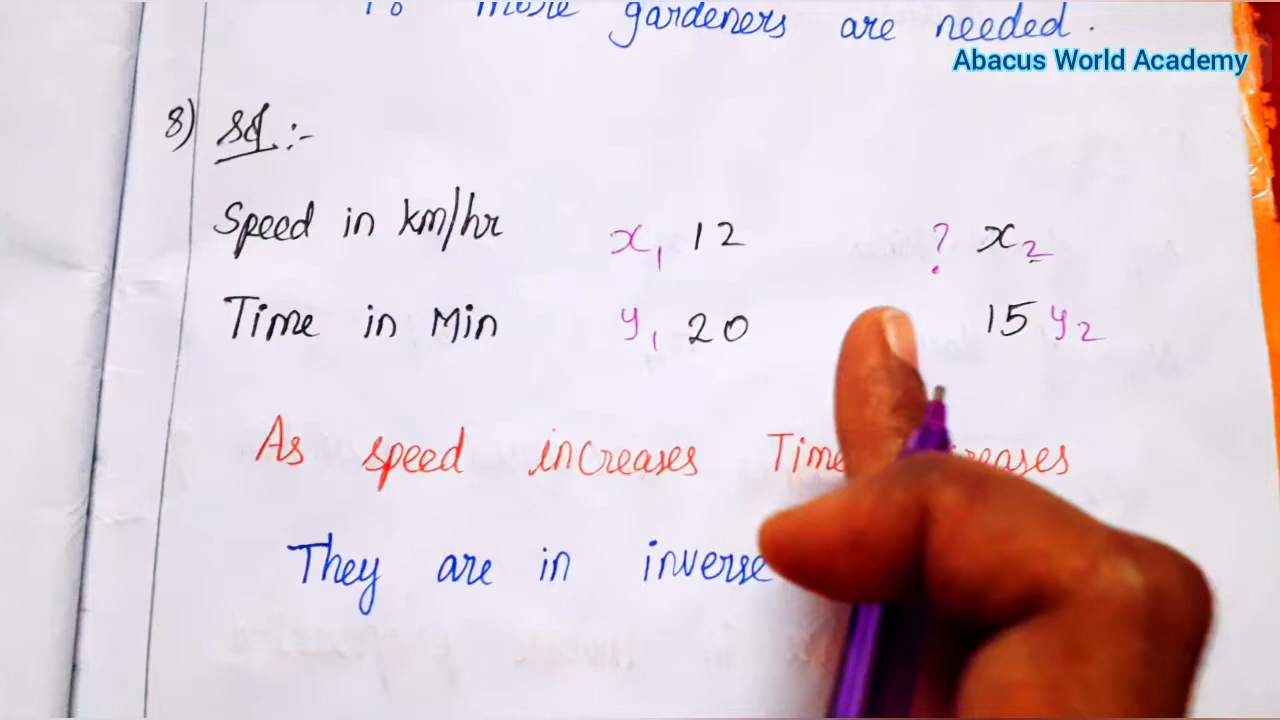 gardeners are needed.
Abacus World Academy
8) Sol :-
Speed in km/hr x₁ 12 ? x₂
Time in Min y₁ 20 15 y₂
As speed increases Time
They are in inverse